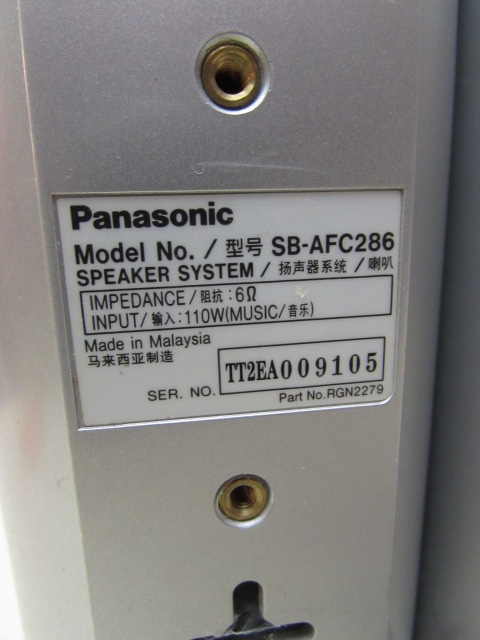 Panasonic
Model No. / 型号 SB-AFC286
SPEAKER SYSTEM / 扬声器系统 / 喇叭
IMPEDANCE / 阻抗 : 6Ω
INPUT / 输入 : 110W(MUSIC/音乐)
Made in Malaysia
马来西亚制造
SER. NO. TT2EA009105
Part No.RGN2279